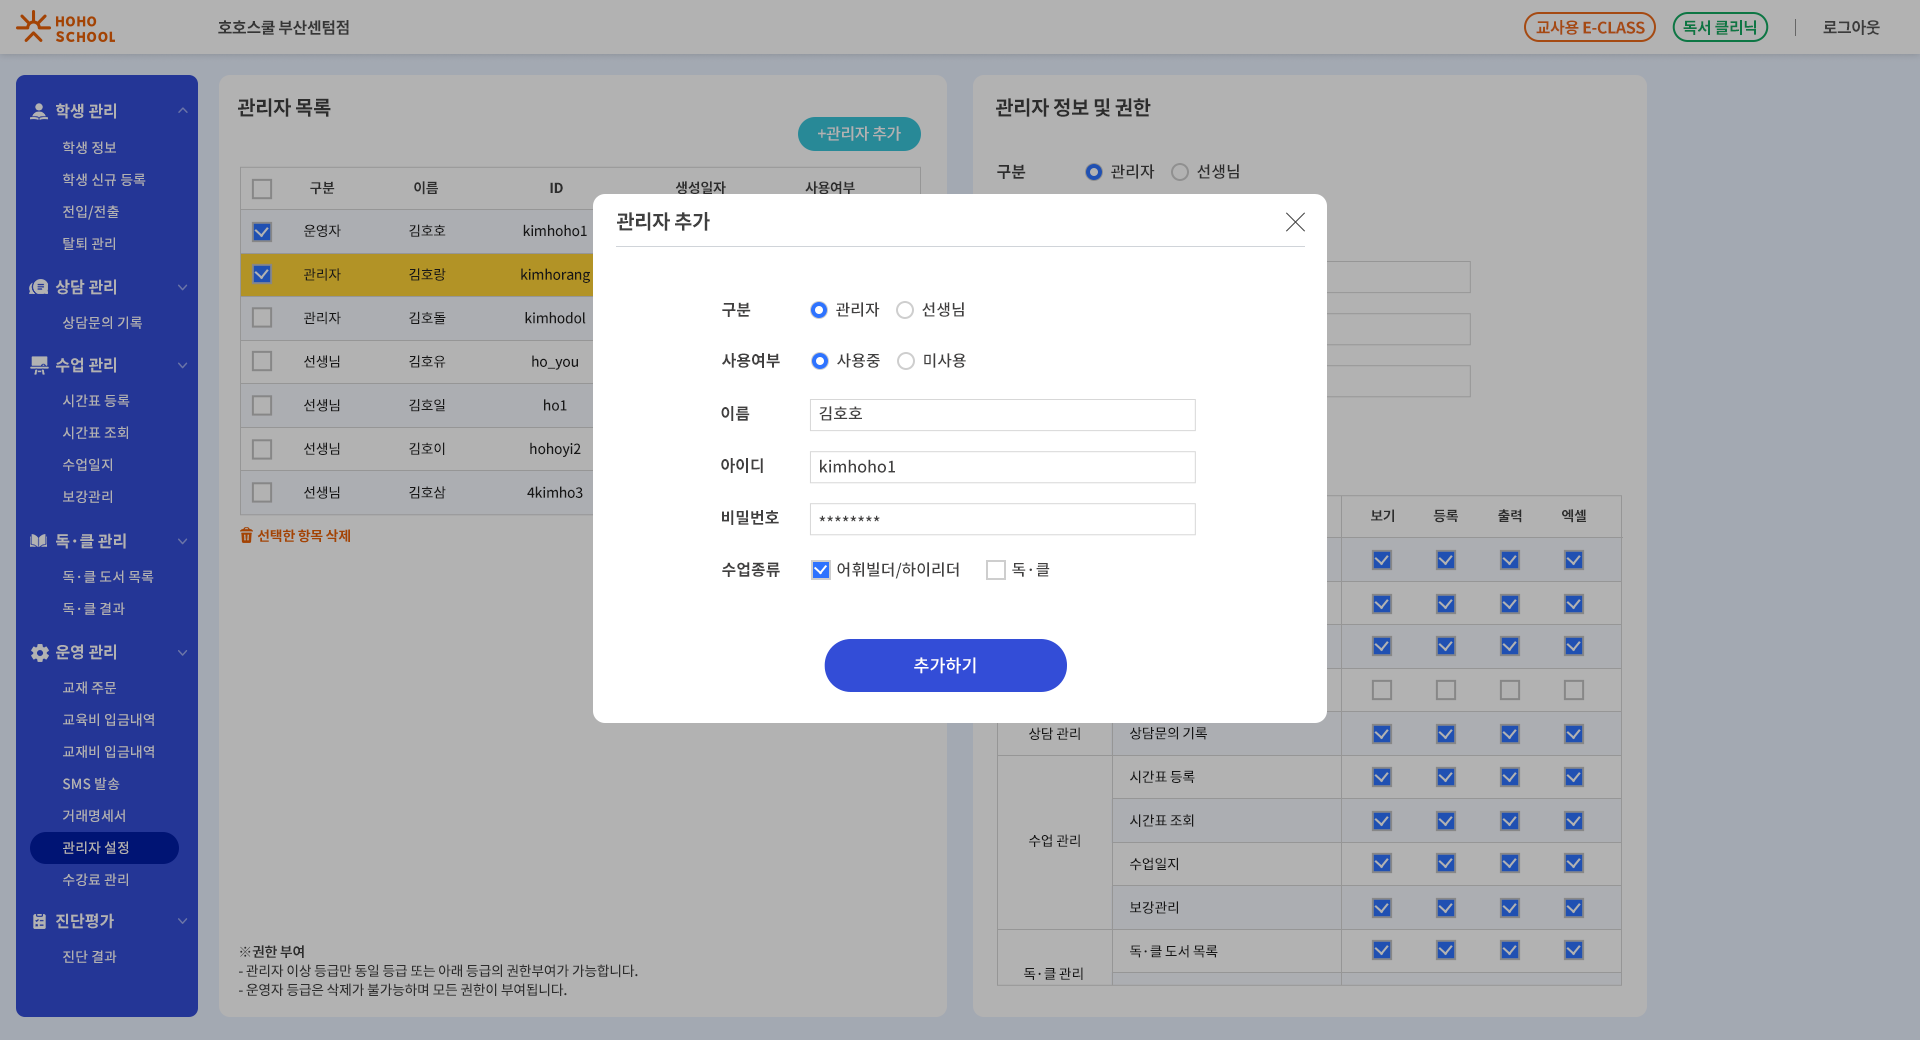 HOHO
SCHOOL
호호스쿨 부산센텀점
교사용 E-CLASS
독서 클리닉
로그아웃
학생 관리
학생 정보
학생 신규 등록
전입/전출
탈퇴 관리
상담 관리
상담문의 기록
수업 관리
시간표 등록
시간표 조회
수업일지
보강관리
독·클 관리
독·클 도서 목록
독·클 결과
운영 관리
교재 주문
교육비 입금내역
교재비 입금내역
SMS 발송
거래명세서
관리자 설정
수강료 관리
진단평가
진단 결과
관리자 목록
+관리자 추가
구분 이름 ID 생성일자 사용여부
운영자 김호호 kimhoho1
관리자 김호랑 kimhorang
관리자 김호돌 kimhodol
선생님 김호유 ho_you
선생님 김호일 ho1
선생님 김호이 hohoyi2
선생님 김호삼 4kimho3
선택한 항목 삭제
※권한 부여
- 관리자 이상 등급만 동일 등급 또는 아래 등급의 권한부여가 가능합니다.
- 운영자 등급은 삭제가 불가능하며 모든 권한이 부여됩니다.
관리자 추가
구분 관리자 선생님
사용여부 사용중 미사용
이름 김호호
아이디 kimhoho1
비밀번호 ********
수업종류 어휘빌더/하이리더 독·클
추가하기
관리자 정보 및 권한
구분 관리자 선생님
보기 등록 출력 엑셀
상담 관리 상담문의 기록
시간표 등록
시간표 조회
수업 관리
수업일지
보강관리
독·클 도서 목록
독·클 관리